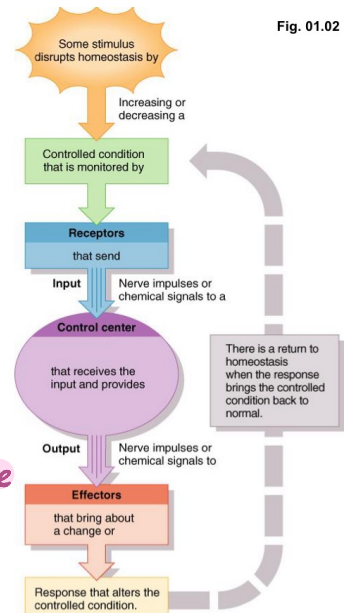 Fig. 01.02
Some stimulus
disrupts homeostasis by
Increasing or
decreasing a
Controlled condition
that is monitored by
Receptors
that send
Input
Nerve impulses or
chemical signals to a
Control center
that receives the
input and provides
There is a return to
homeostasis
when the response
brings the controlled
condition back to
normal.
Output
Nerve impulses or
chemical signals to
e
Effectors
that bring about
a change or
Response that alters the
controlled condition.